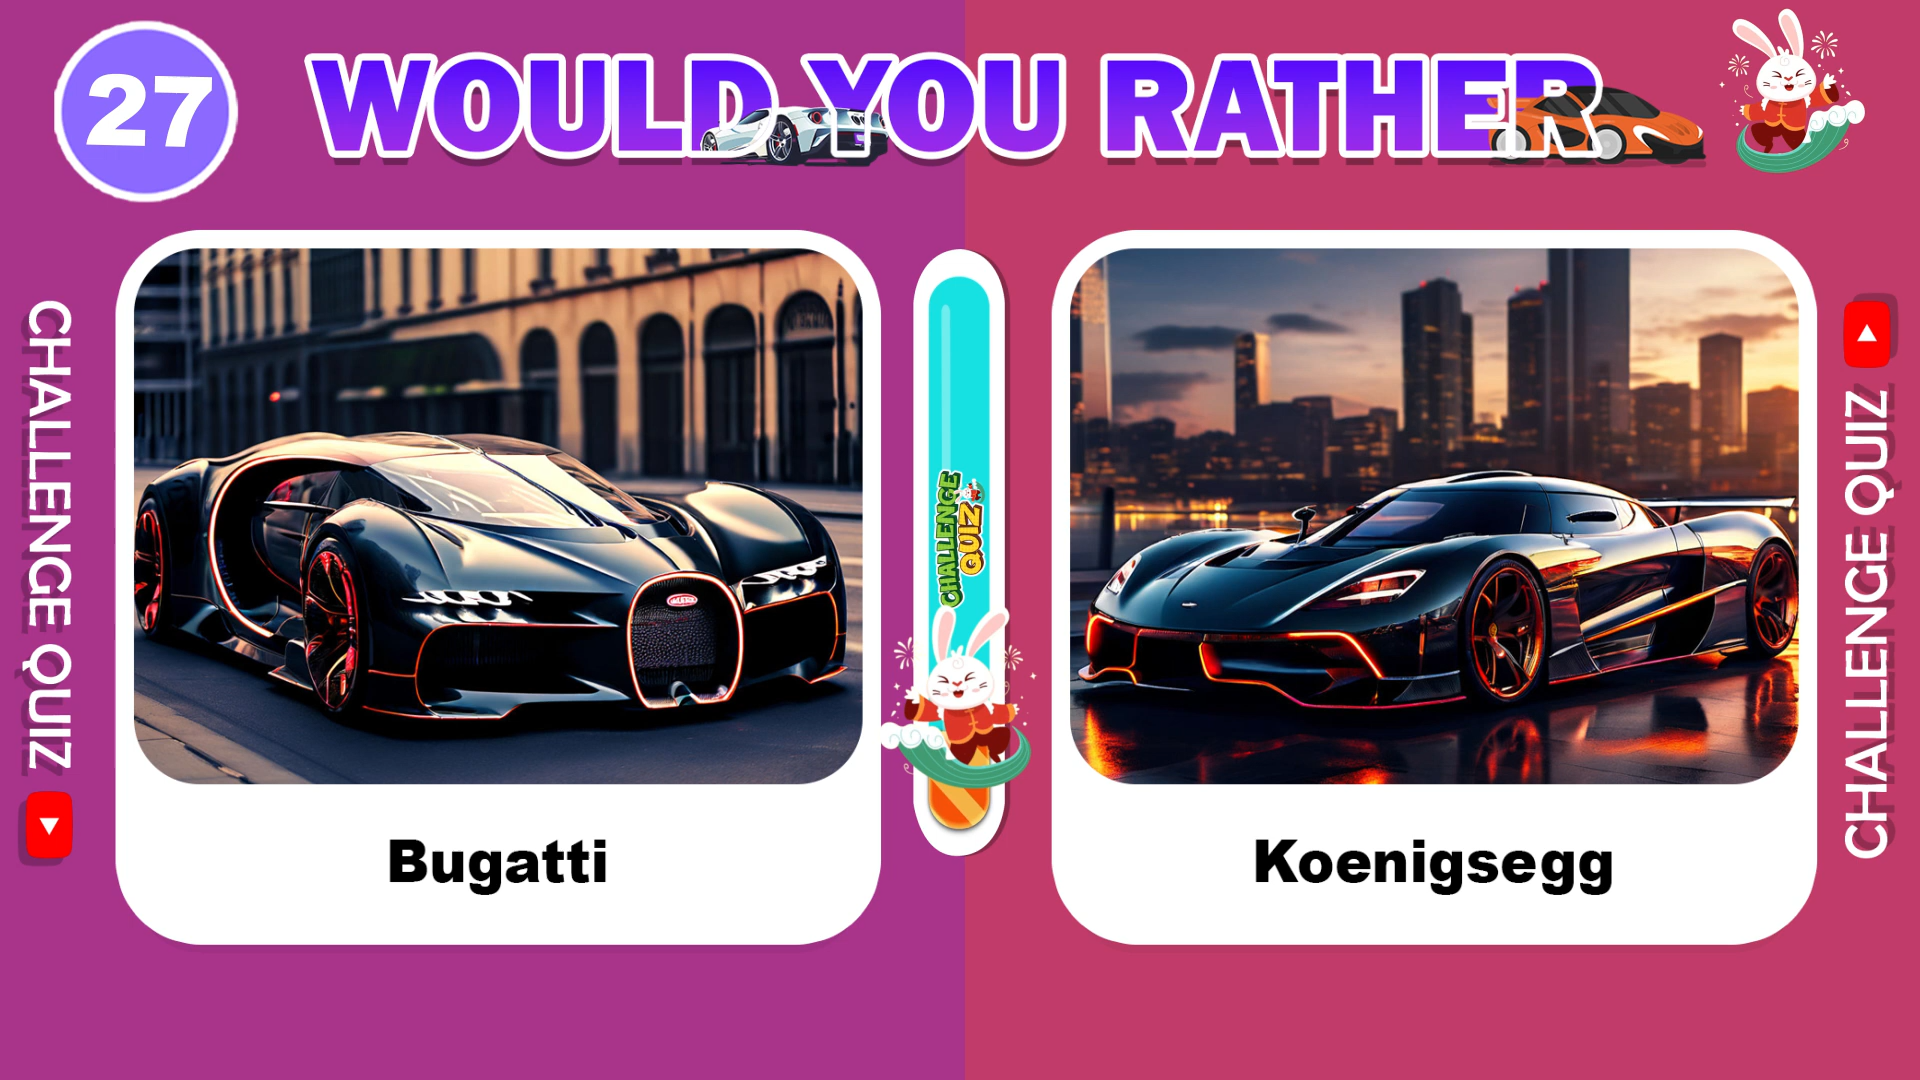 27
WOULD YOU RATHER
CHALLENGE QUIZ
CHALLENGE
QUIZ
CHALLENGE QUIZ
Bugatti
Koenigsegg